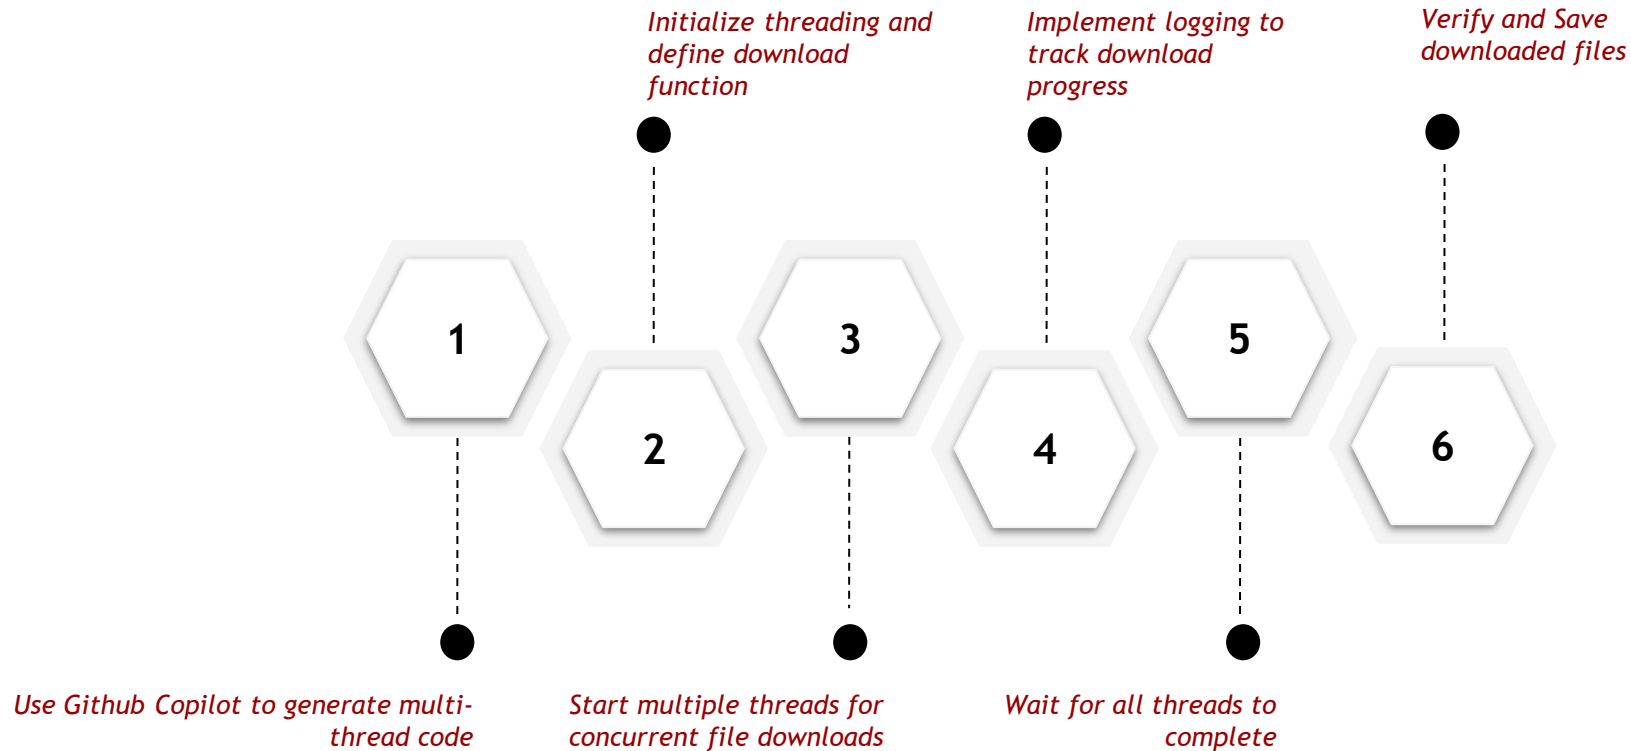 Initialize threading and
define download
function
Implement logging to
track download
progress
Verify and Save
downloaded files
1
2
3
4
5
6
Use Github Copilot to generate multi-
thread code
Start multiple threads for
concurrent file downloads
Wait for all threads to
complete